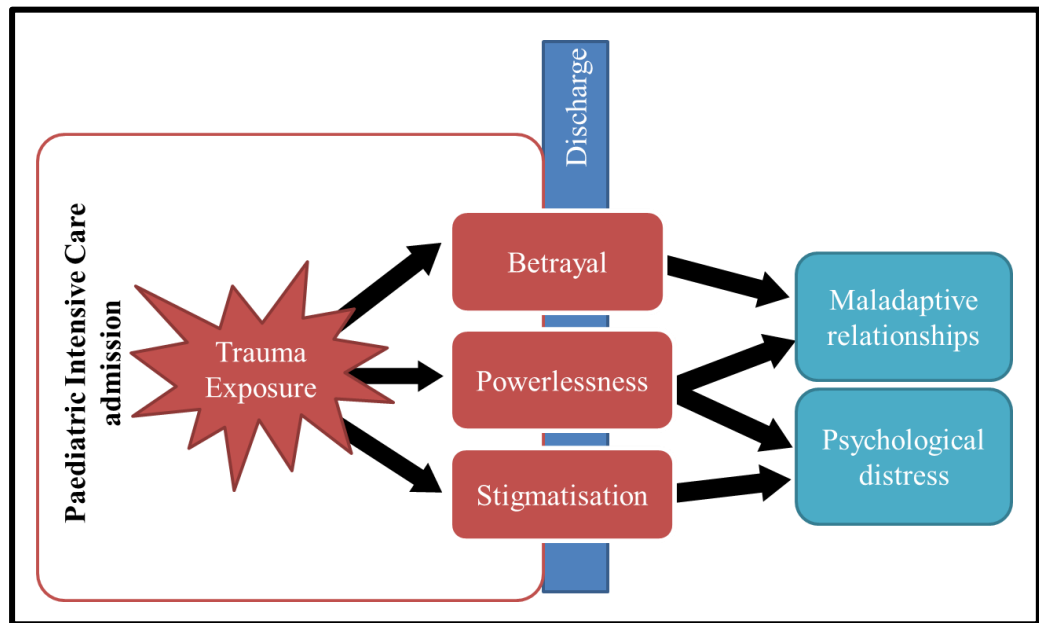 Paediatric Intensive Care
admission
Trauma
Exposure
Discharge
Betrayal
Powerlessness
Stigmatisation
Maladaptive
relationships
Psychological
distress